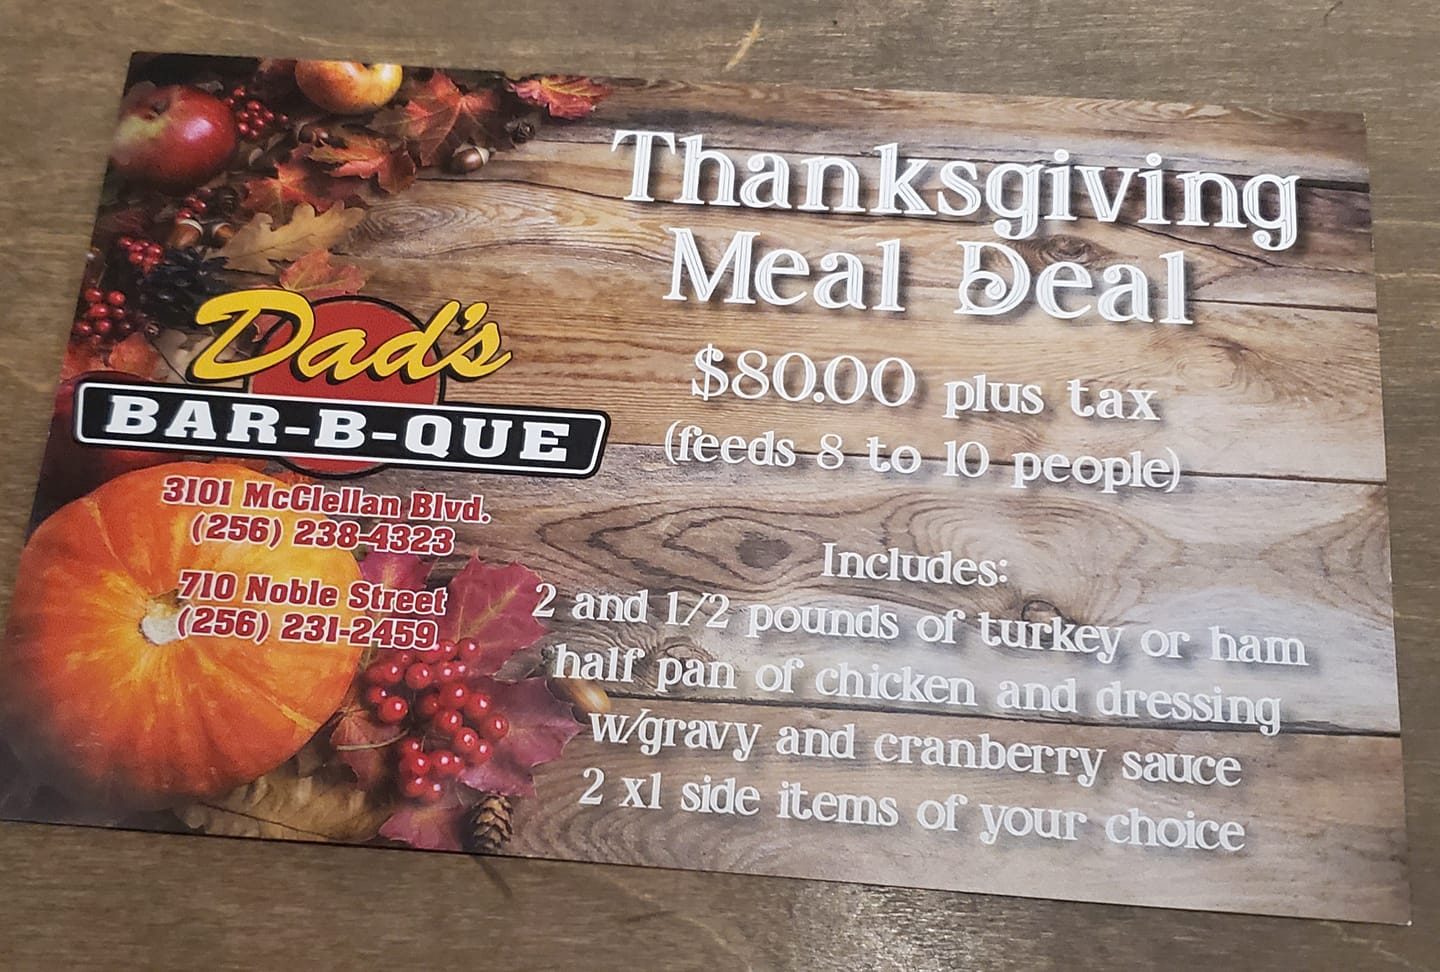 Thanksgiving
Meal Deal
$80.00 plus tax
(feeds 8 to 10 people)
Dad's
BAR-B-QUE
3101 McClellan Blvd.
(256) 238-4323
710 Noble Street
(256) 231-2459
Includes:
2 and 1/2 pounds of turkey or ham
half pan of chicken and dressing
w/gravy and cranberry sauce
2 xl side items of your choice